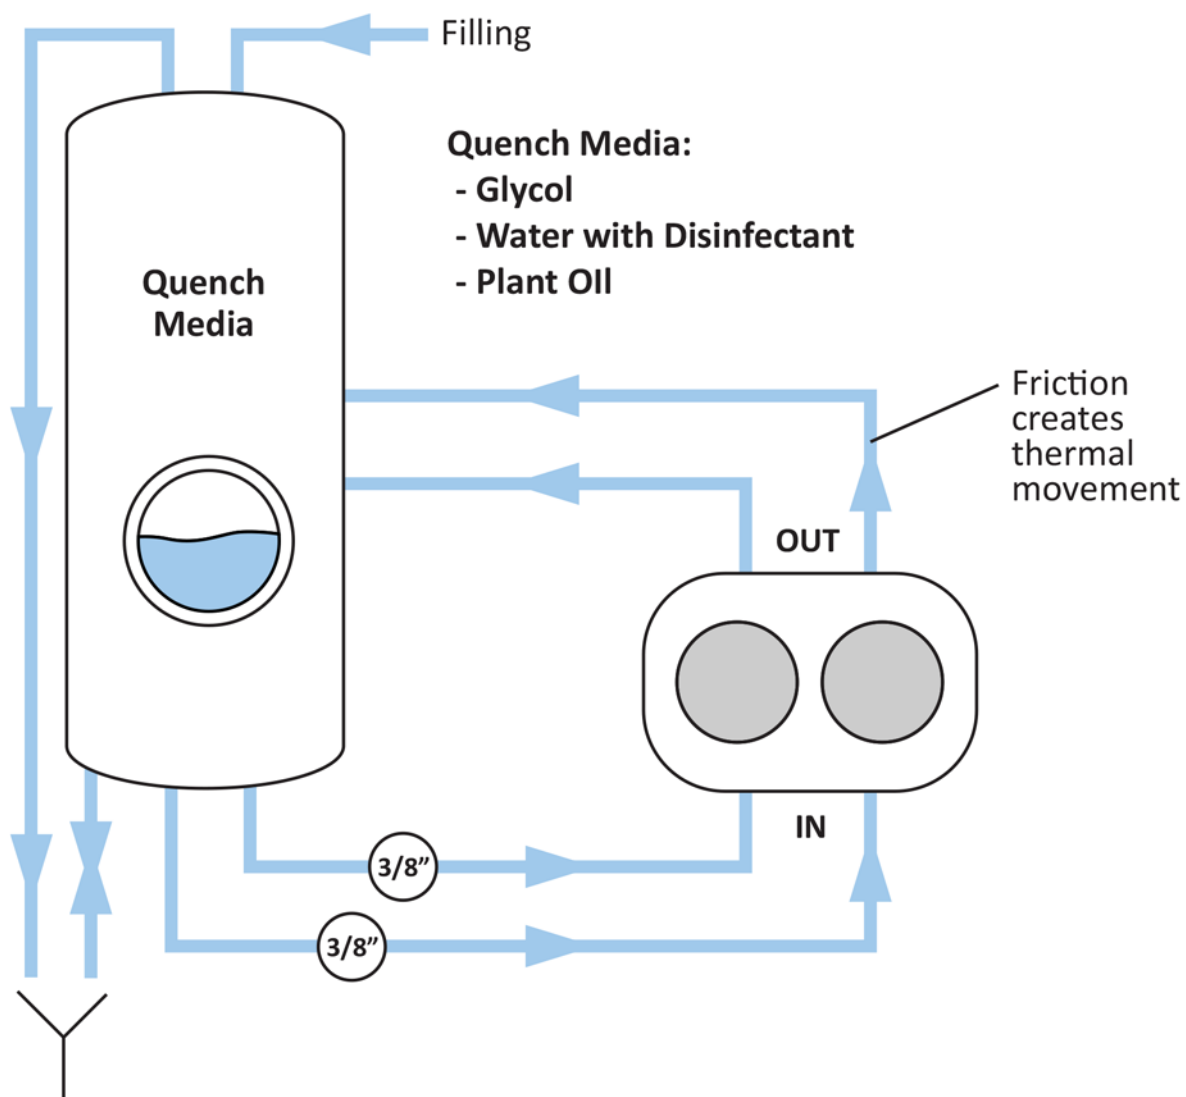 Filling
Quench Media:
- Glycol
- Water with Disinfectant
- Plant OIl
Quench
Media
Friction
creates
thermal
movement
OUT
IN
3/8”
3/8”